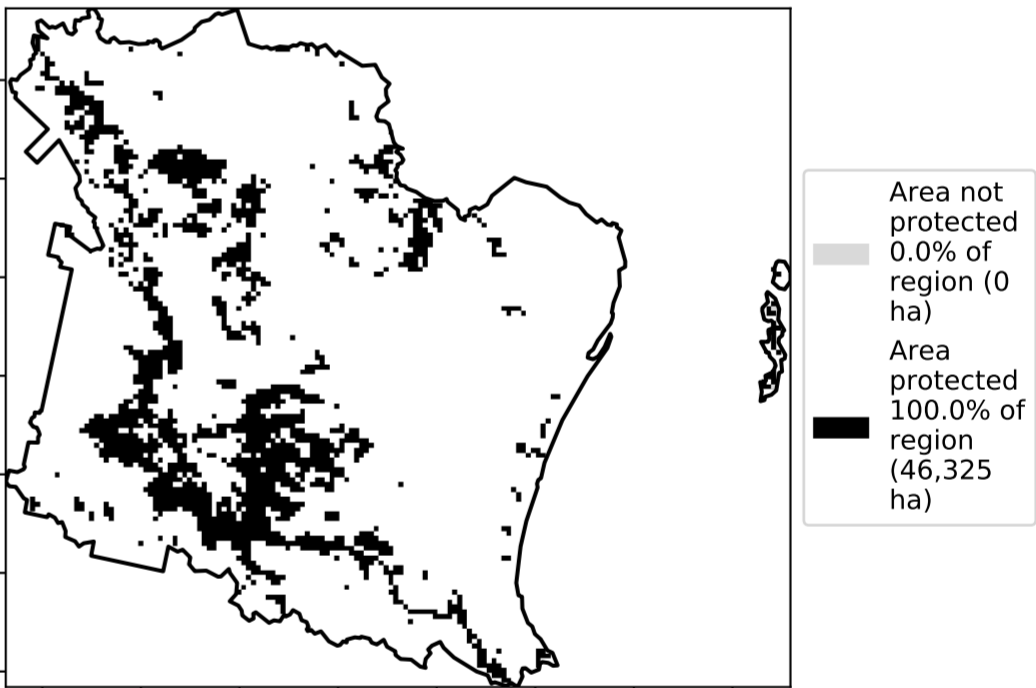 Area not
protected
0.0% of
region (0
ha)
Area
protected
100.0% of
region
(46,325
ha)